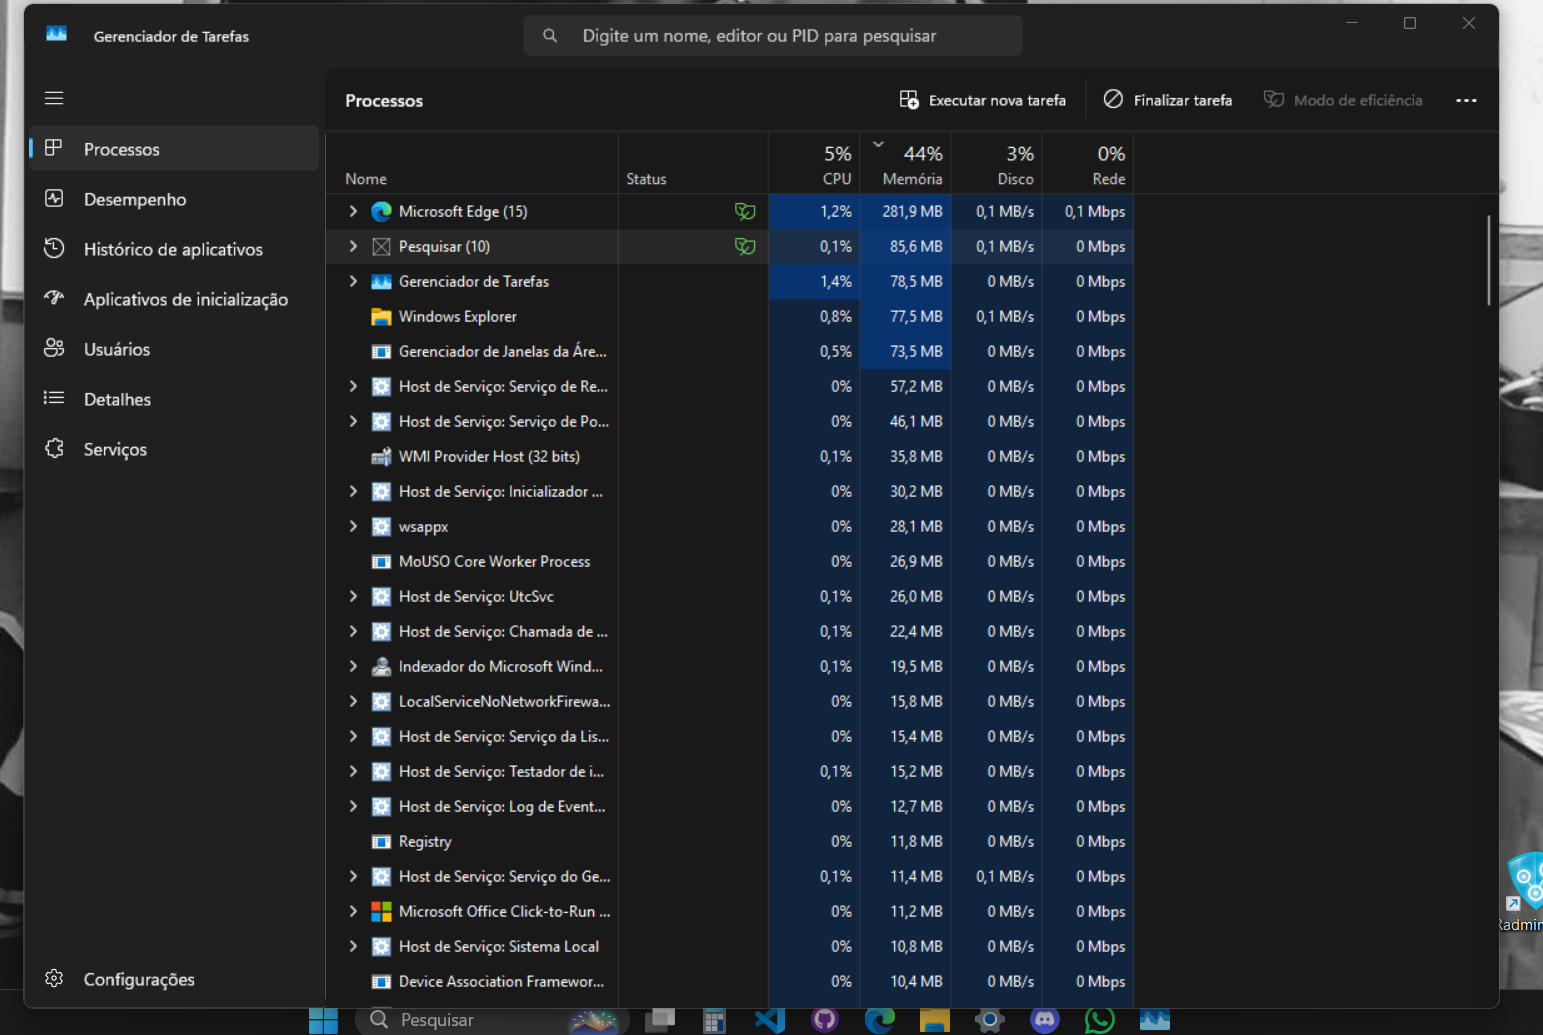 Gerenciador de Tarefas
Digite um nome, editor ou PID para pesquisar
Processos
Desempenho
Histórico de aplicativos
Aplicativos de inicialização
Usuários
Detalhes
Serviços
Configurações
Processos
Executar nova tarefa
Finalizar tarefa
Modo de eficiência
5% 44% 3% 0%
Nome Status CPU Memória Disco Rede
Microsoft Edge (15) 1,2% 281,9 MB 0,1 MB/s 0,1 Mbps
Pesquisar (10) 0,1% 85,6 MB 0,1 MB/s 0 Mbps
Gerenciador de Tarefas 1,4% 78,5 MB 0 MB/s 0 Mbps
Windows Explorer 0,8% 77,5 MB 0,1 MB/s 0 Mbps
Gerenciador de Janelas da Áre... 0,5% 73,5 MB 0 MB/s 0 Mbps
Host de Serviço: Serviço de Re... 0% 57,2 MB 0 MB/s 0 Mbps
Host de Serviço: Serviço de Po... 0% 46,1 MB 0 MB/s 0 Mbps
WMI Provider Host (32 bits) 0,1% 35,8 MB 0 MB/s 0 Mbps
Host de Serviço: Inicializador ... 0% 30,2 MB 0 MB/s 0 Mbps
wsappx 0% 28,1 MB 0 MB/s 0 Mbps
MoUSO Core Worker Process 0% 26,9 MB 0 MB/s 0 Mbps
Host de Serviço: UtcSvc 0,1% 26,0 MB 0 MB/s 0 Mbps
Host de Serviço: Chamada de ... 0,1% 22,4 MB 0 MB/s 0 Mbps
Indexador do Microsoft Wind... 0,1% 19,5 MB 0 MB/s 0 Mbps
LocalServiceNoNetworkFirewa... 0% 15,8 MB 0 MB/s 0 Mbps
Host de Serviço: Serviço da Lis... 0% 15,4 MB 0 MB/s 0 Mbps
Host de Serviço: Testador de i... 0,1% 15,2 MB 0 MB/s 0 Mbps
Host de Serviço: Log de Event... 0% 12,7 MB 0 MB/s 0 Mbps
Registry 0% 11,8 MB 0 MB/s 0 Mbps
Host de Serviço: Serviço do Ge... 0,1% 11,4 MB 0,1 MB/s 0 Mbps
Microsoft Office Click-to-Run ... 0% 11,2 MB 0 MB/s 0 Mbps
Host de Serviço: Sistema Local 0% 10,8 MB 0 MB/s 0 Mbps
Device Association Framewor... 0% 10,4 MB 0 MB/s 0 Mbps
Radmin
Pesquisar